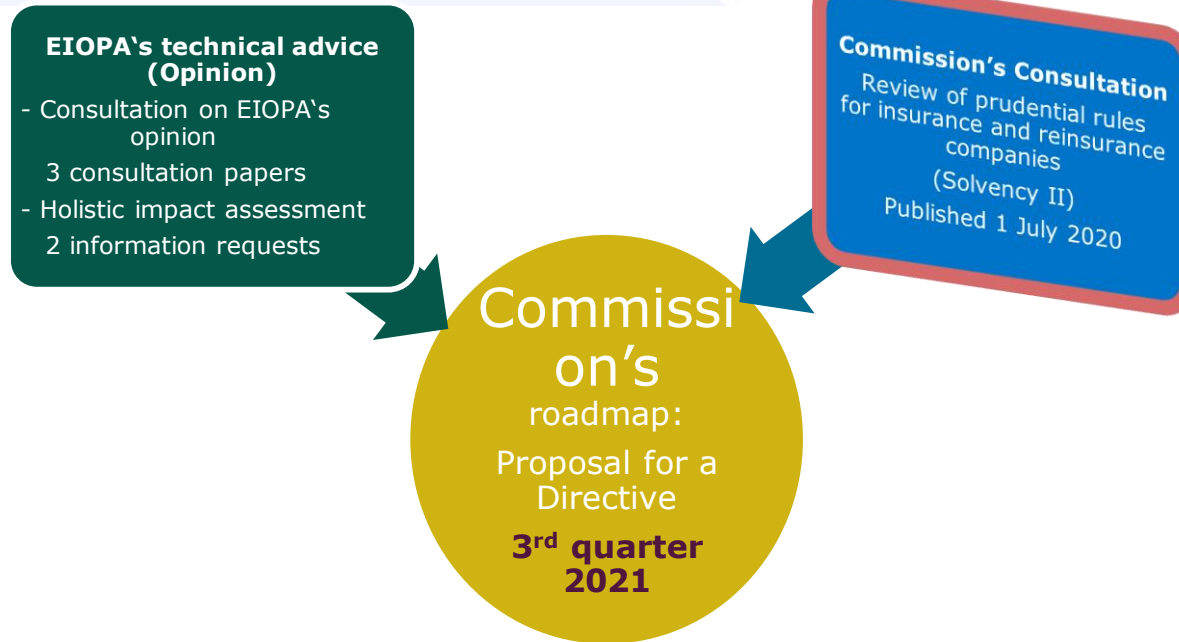 EIOPA‘s technical advice
(Opinion)
- Consultation on EIOPA‘s
opinion
3 consultation papers
- Holistic impact assessment
2 information requests
Commission’s Consultation
Review of prudential rules
for insurance and reinsurance
companies
(Solvency II)
Published 1 July 2020
Commissi
on’s
roadmap:
Proposal for a
Directive
3rd quarter
2021